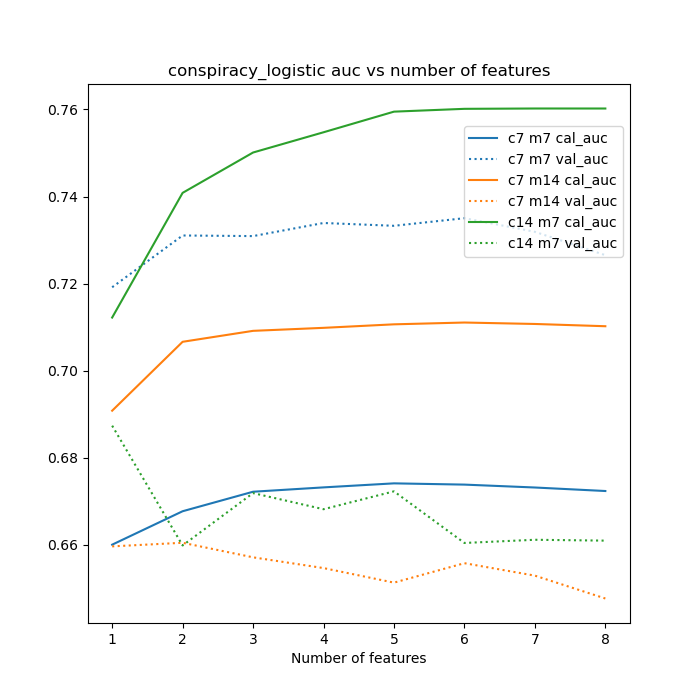 conspiracy_logistic auc vs number of features
0.76
0.74
0.72
0.70
0.68
0.66
c7 m7 cal_auc
c7 m7 val_auc
c7 m14 cal_auc
c7 m14 val_auc
c14 m7 cal_auc
c14 m7 val_auc
1 2 3 4 5 6 7 8
Number of features